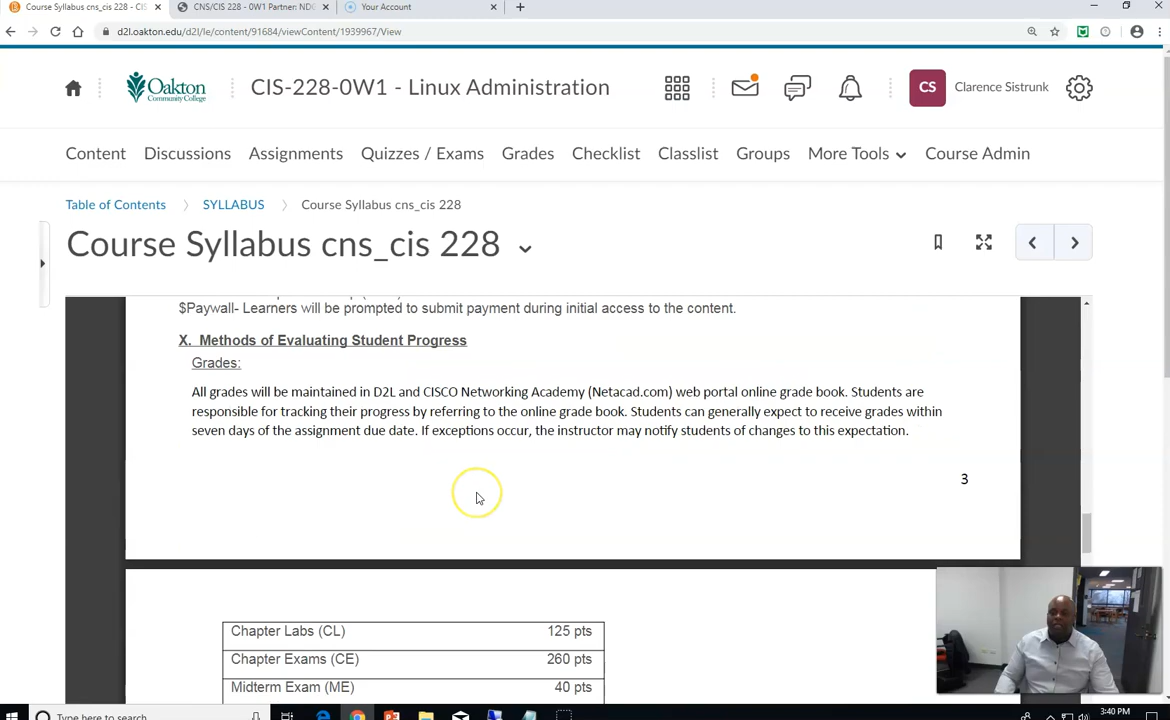 Course Syllabus cns_cis 228 - C
CNS/CIS 228 - 0W1 Partner: NDG
Your Account
d2l.oakton.edu/d2l/le/content/91684/viewContent/1939967/View
Oakton
Community College
CIS-228-0W1 - Linux Administration
CS
Clarence Sistrunk
Content Discussions Assignments Quizzes / Exams Grades Checklist Classlist Groups More Tools Course Admin
Table of Contents SYLLABUS Course Syllabus cns_cis 228
Course Syllabus cns_cis 228
$Paywall- Learners will be prompted to submit payment during initial access to the content.
X. Methods of Evaluating Student Progress
Grades:
All grades will be maintained in D2L and CISCO Networking Academy (Netacad.com) web portal online grade book. Students are
responsible for tracking their progress by referring to the online grade book. Students can generally expect to receive grades within
seven days of the assignment due date. If exceptions occur, the instructor may notify students of changes to this expectation.
3
Chapter Labs (CL) 125 pts
Chapter Exams (CE) 260 pts
Midterm Exam (ME) 40 pts
Type here to search
3:40 PM